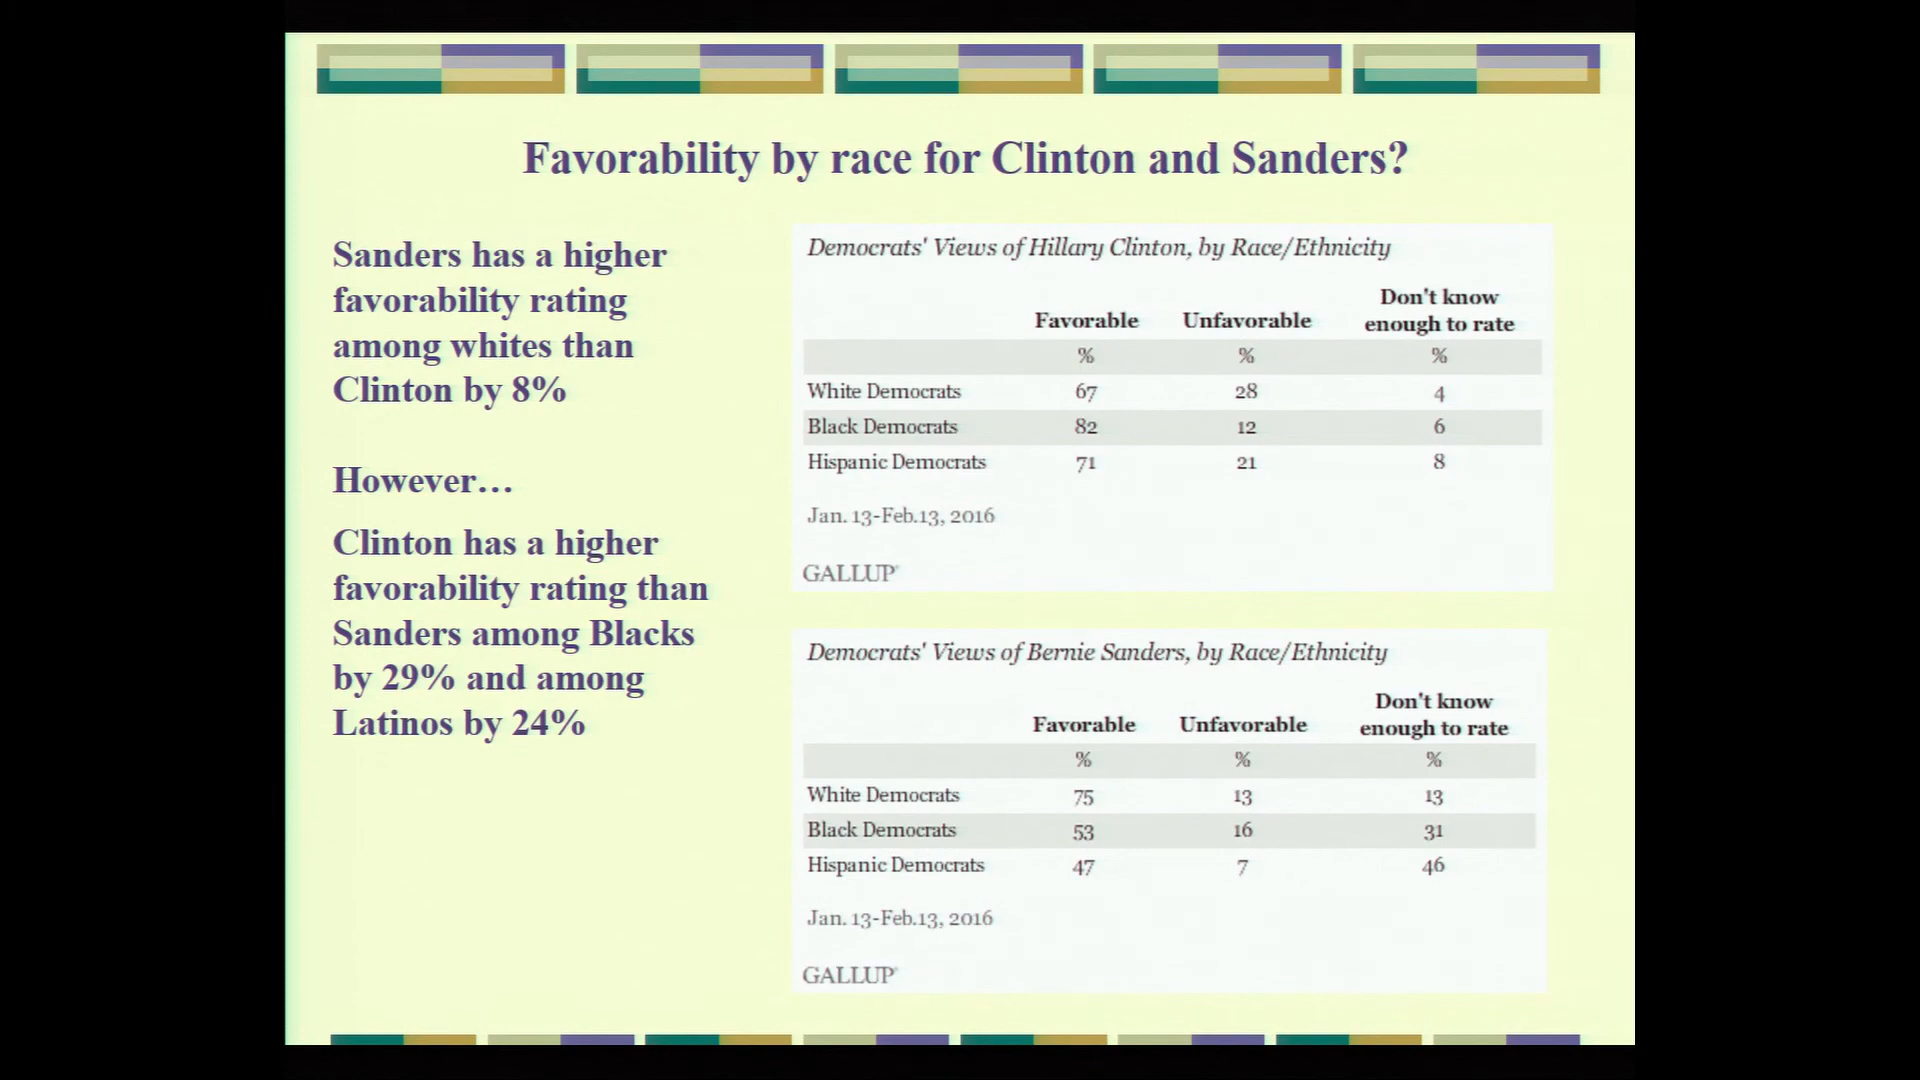 Favorability by race for Clinton and Sanders?
Sanders has a higher
favorability rating
among whites than
Clinton by 8%
However…
Clinton has a higher
favorability rating than
Sanders among Blacks
by 29% and among
Latinos by 24%
Democrats' Views of Hillary Clinton, by Race/Ethnicity
Don't know
Favorable Unfavorable enough to rate
% % %
White Democrats 67 28 4
Black Democrats 82 12 6
Hispanic Democrats 71 21 8
Jan. 13-Feb.13, 2016
GALLUP®
Democrats' Views of Bernie Sanders, by Race/Ethnicity
Don't know
Favorable Unfavorable enough to rate
% % %
White Democrats 75 13 13
Black Democrats 53 16 31
Hispanic Democrats 47 7 46
Jan. 13-Feb.13, 2016
GALLUP®